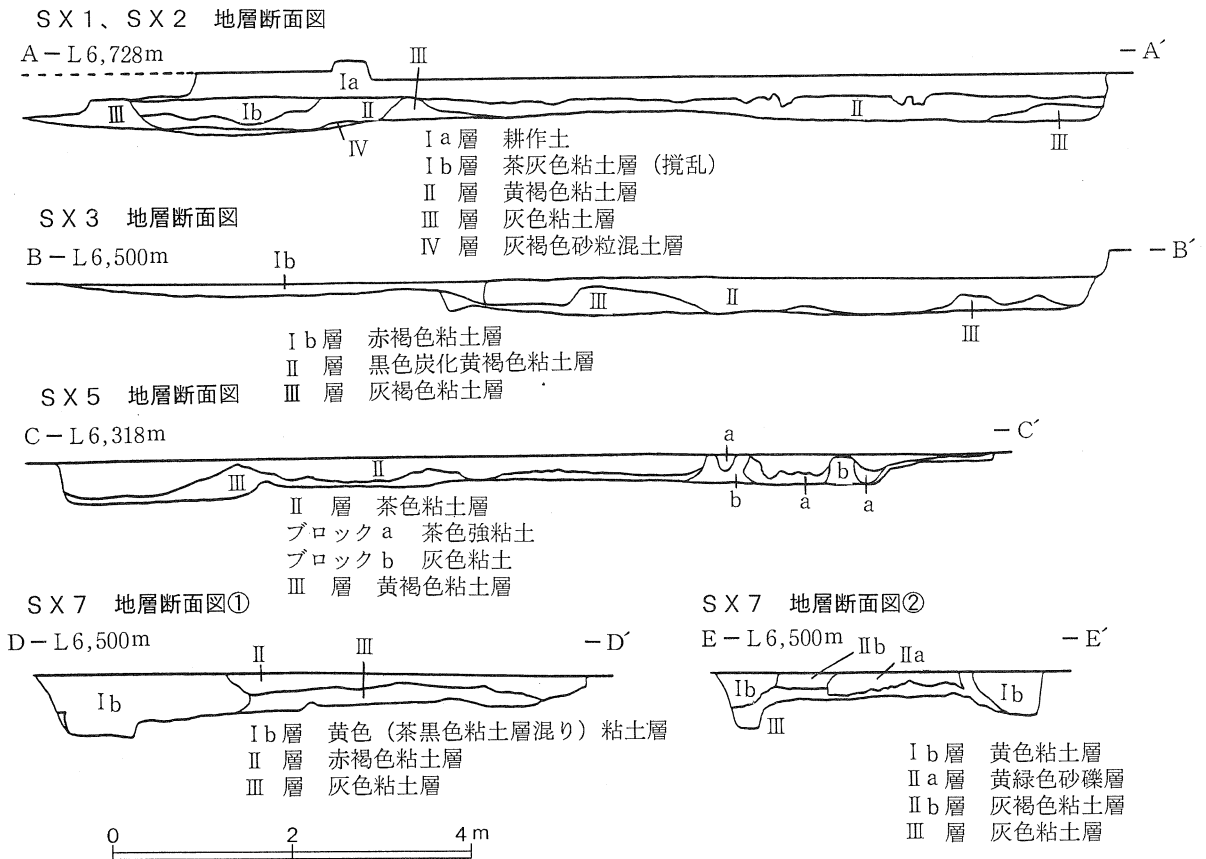 SX1、SX2 地層断面図
A－L6,728m
Ⅲ
－A´
Ⅰa
Ⅲ
Ⅰb
Ⅱ
Ⅱ
Ⅳ
Ⅲ
Ⅰa層 耕作土
Ⅰb層 茶灰色粘土層（撹乱）
Ⅱ 層 黄褐色粘土層
Ⅲ 層 灰色粘土層
Ⅳ 層 灰褐色砂粒混土層
SX3 地層断面図
B－L6,500m
Ⅰb
－B´
Ⅲ
Ⅱ
Ⅲ
Ⅰb層 赤褐色粘土層
Ⅱ 層 黒色炭化黄褐色粘土層
Ⅲ 層 灰褐色粘土層
SX5 地層断面図
C－L6,318m
a
－C´
Ⅱ
Ⅲ
b
b
a
a
Ⅱ 層 茶色粘土層
ブロックa 茶色強粘土
ブロックb 灰色粘土
Ⅲ 層 黄褐色粘土層
SX7 地層断面図①
D－L6,500m
－D´
Ⅱ
Ⅲ
Ⅰb
Ⅰb層 黄色（茶黒色粘土層混り）粘土層
Ⅱ 層 赤褐色粘土層
Ⅲ 層 灰色粘土層
SX7 地層断面図②
E－L6,500m
－E´
Ⅱb
Ⅱa
Ⅰb
Ⅰb
Ⅲ
Ⅰb層 黄色粘土層
Ⅱa層 黄緑色砂礫層
Ⅱb層 灰褐色粘土層
Ⅲ 層 灰色粘土層
0 2 4m